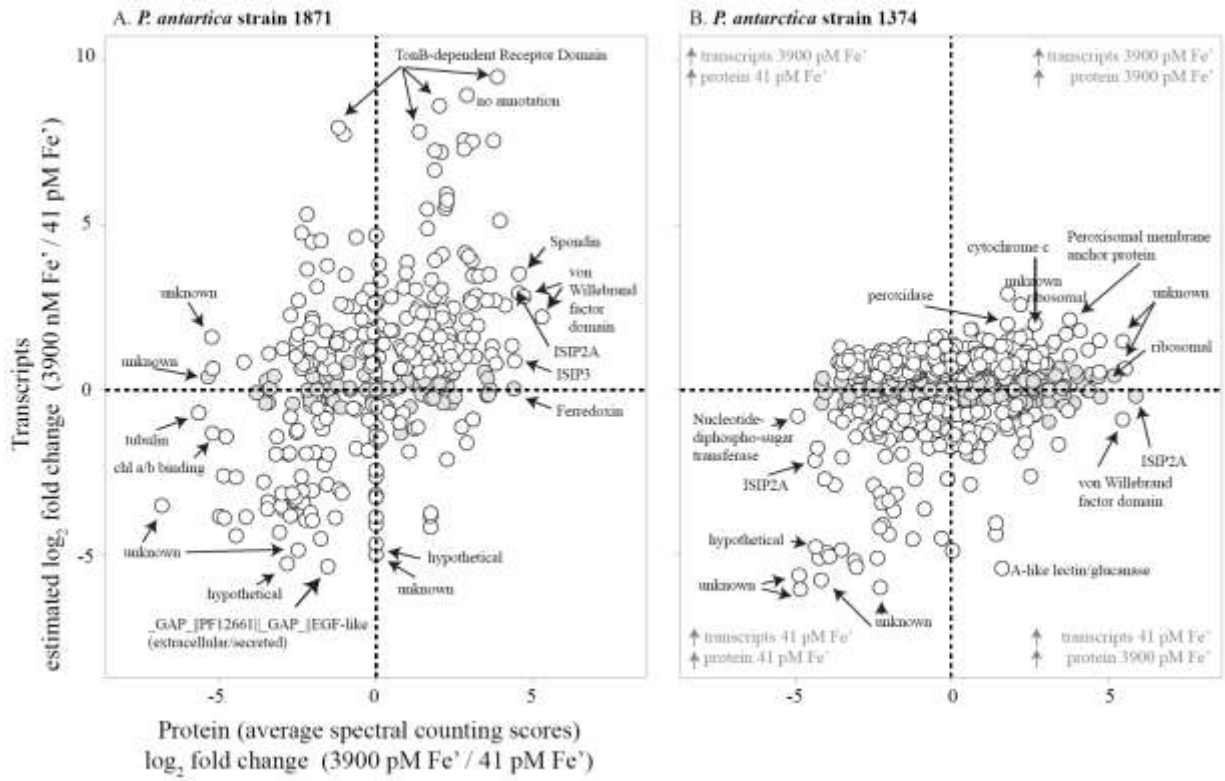 A. P. antartica strain 1871
B. P. antarctica strain 1374
Transcripts
estimated log2 fold change (3900 nM Fe' / 41 pM Fe')
10
5
0
-5
TonB-dependent Receptor Domain
no annotation
Spondin
von
Willebrand
factor
domain
ISIP2A
ISIP3
Ferredoxin
unknown
unknown
tubulin
chl a/b binding
unknown
hypothetical
hypothetical
unknown
_GAP_||PF12661||_GAP_||EGF-like
(extracellular/secreted)
-5
0
5
transcripts 3900 pM Fe'
protein 41 pM Fe'
transcripts 3900 pM Fe'
protein 3900 pM Fe'
cytochrome c
Peroxisomal membrane
anchor protein
unknown
ribosomal
peroxidase
unknown
ribosomal
Nucleotide-
diphospho-sugar
transferase
ISIP2A
ISIP2A
von Willebrand
factor domain
hypothetical
unknown
A-like lectin/glucanase
unknown
transcripts 41 pM Fe'
protein 41 pM Fe'
transcripts 41 pM Fe'
protein 3900 pM Fe'
-5
0
5
Protein (average spectral counting scores)
log2 fold change (3900 pM Fe' / 41 pM Fe')